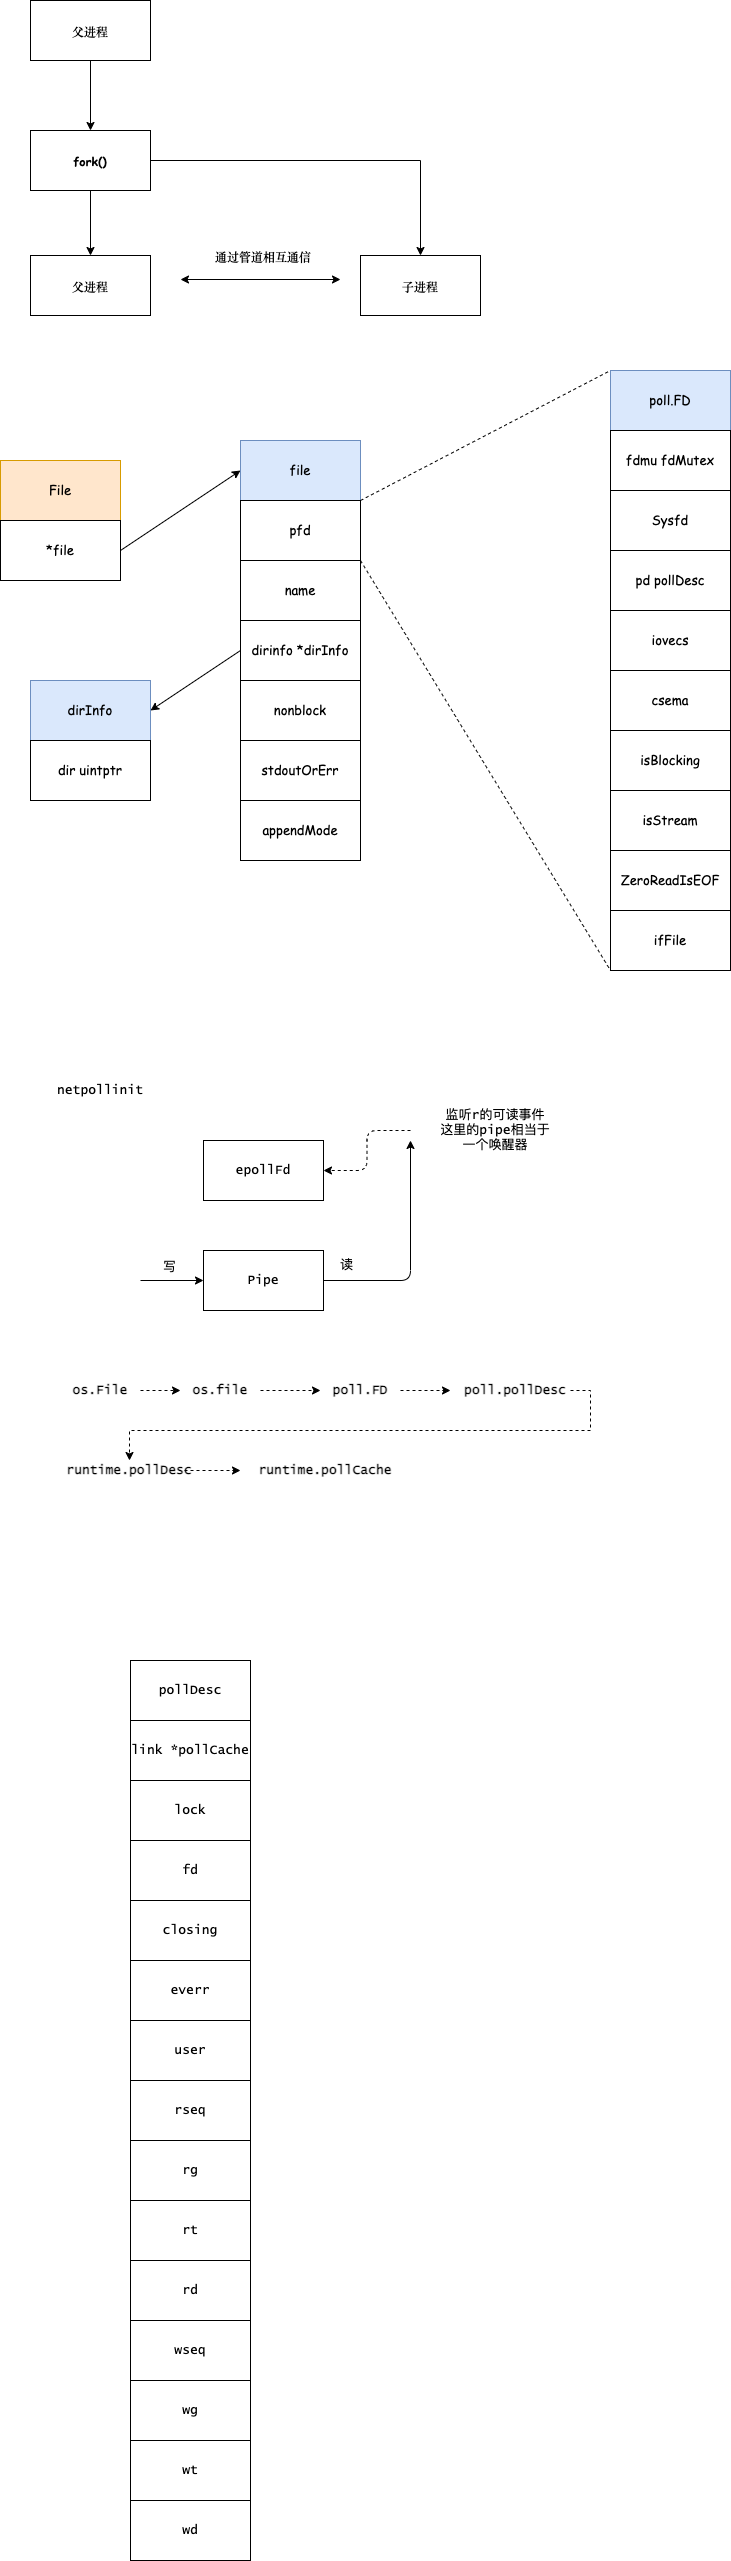 父进程
fork()
通过管道相互通信
父进程
子进程
poll.FD
fdmu fdMutex
Sysfd
pd pollDesc
iovecs
csema
isBlocking
isStream
ZeroReadIsEOF
ifFile
file
pfd
name
dirinfo *dirInfo
nonblock
stdoutOrErr
appendMode
File
*file
dirInfo
dir uintptr
netpollinit
监听r的可读事件
这里的pipe相当于
一个唤醒器
epollFd
写
Pipe
读
os.File
os.file
poll.FD
poll.pollDesc
runtime.pollDesc
runtime.pollCache
pollDesc
link *pollCache
lock
fd
closing
everr
user
rseq
rg
rt
rd
wseq
wg
wt
wd